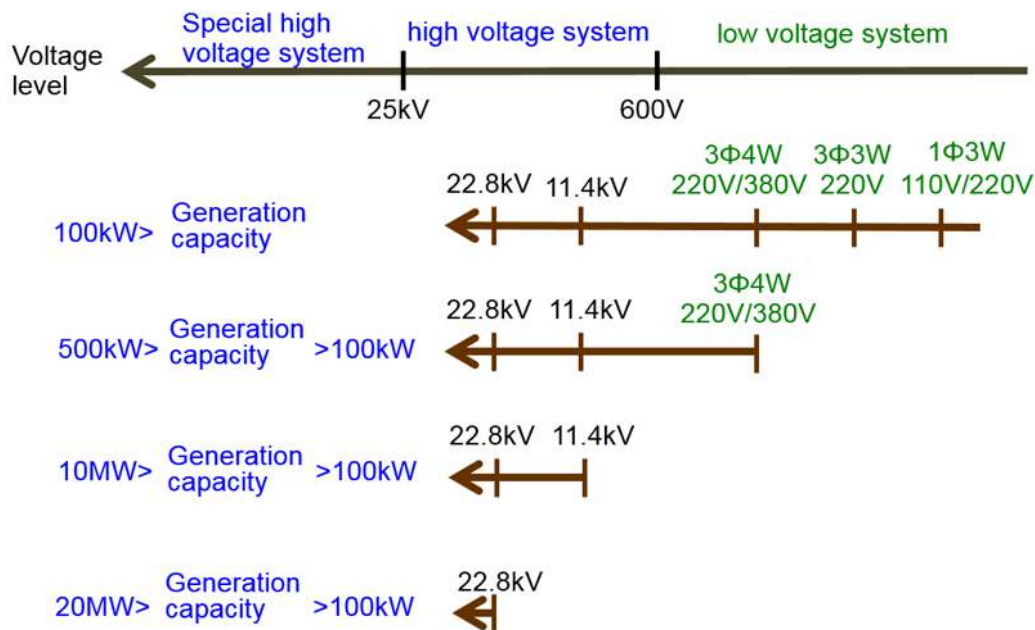 Special high
voltage system
high voltage system
low voltage system
Voltage
level
25kV
600V
3Φ4W
220V/380V
3Φ3W
220V
1Φ3W
110V/220V
22.8kV
11.4kV
100kW>
Generation
capacity
3Φ4W
220V/380V
22.8kV
11.4kV
500kW>
Generation
capacity
>100kW
22.8kV
11.4kV
10MW>
Generation
capacity
>100kW
22.8kV
20MW>
Generation
capacity
>100kW